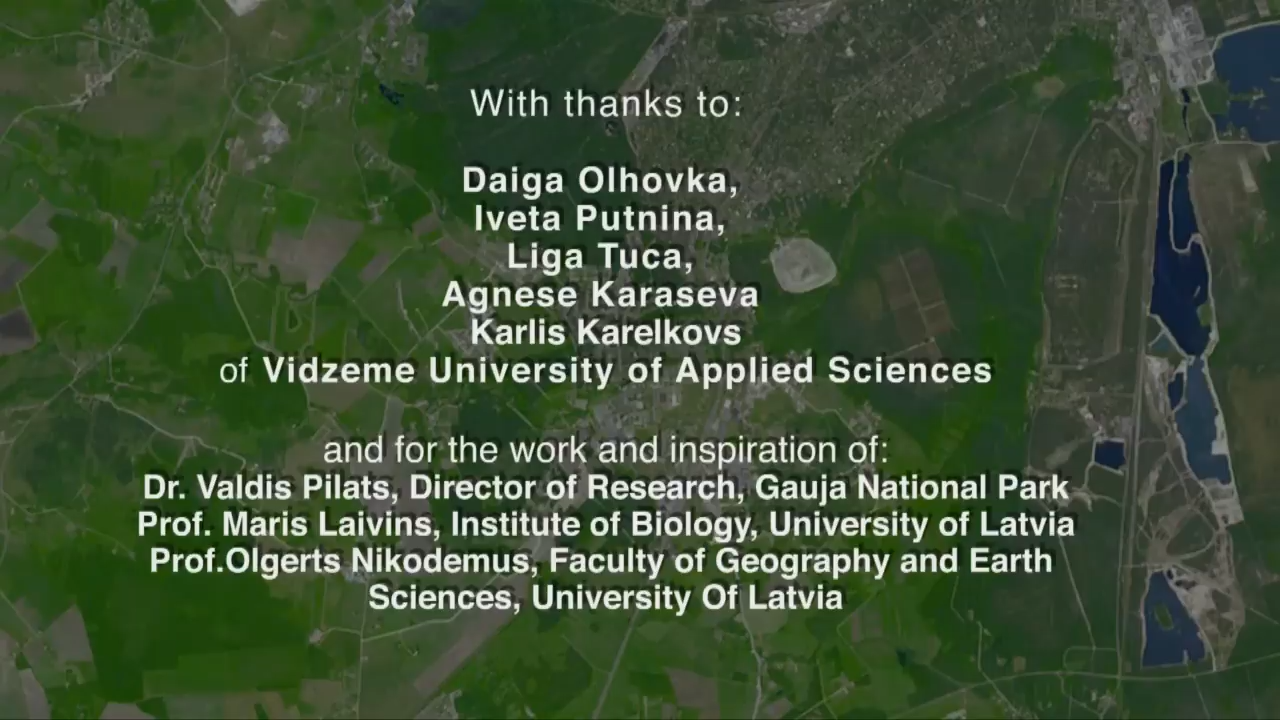 With thanks to:
Daiga Olhovka,
Iveta Putnina,
Liga Tuca,
Agnese Karaseva
Karlis Karelkovs
of Vidzeme University of Applied Sciences
and for the work and inspiration of:
Dr. Valdis Pilats, Director of Research, Gauja National Park
Prof. Maris Laivins, Institute of Biology, University of Latvia
Prof.Olgerts Nikodemus, Faculty of Geography and Earth
Sciences, University Of Latvia